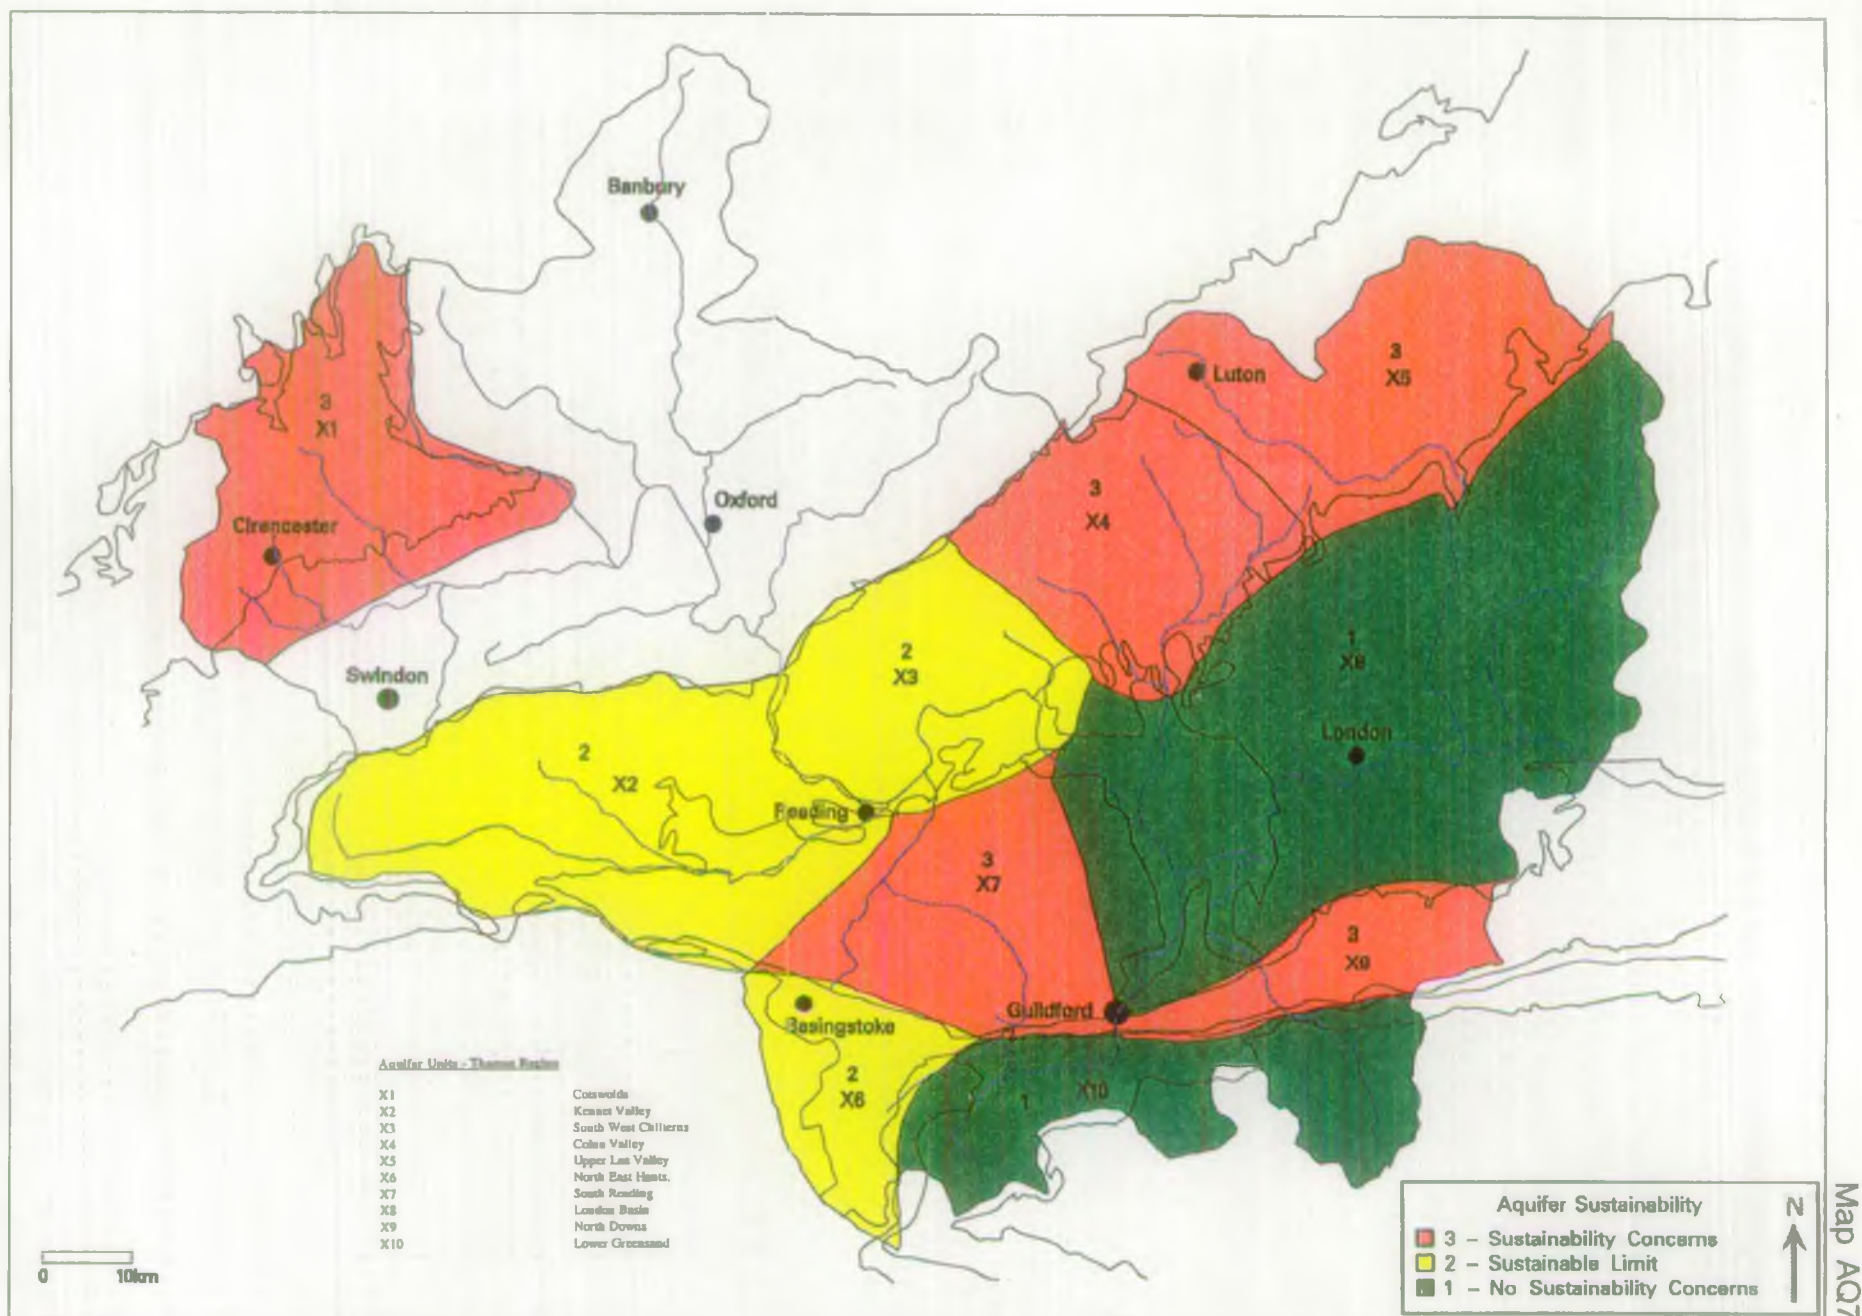 Banbury
3
X5
Luton
3
X1
3
X4
Oxford
Cirencester
1
X8
2
X3
Swindon
London
2
X2
Reading
3
X7
3
X9
Guildford
Basingstoke
2
X6
1
X10
Aquifer Units - Thames Region
X1 Cotswolds
X2 Kennet Valley
X3 South West Chilterns
X4 Colne Valley
X5 Upper Lee Valley
X6 North East Hants.
X7 South Reading
X8 London Basin
X9 North Downs
X10 Lower Greensand
0 10km
Aquifer Sustainability
N
3 - Sustainability Concerns
2 - Sustainable Limit
1 - No Sustainability Concerns
Map AQ7